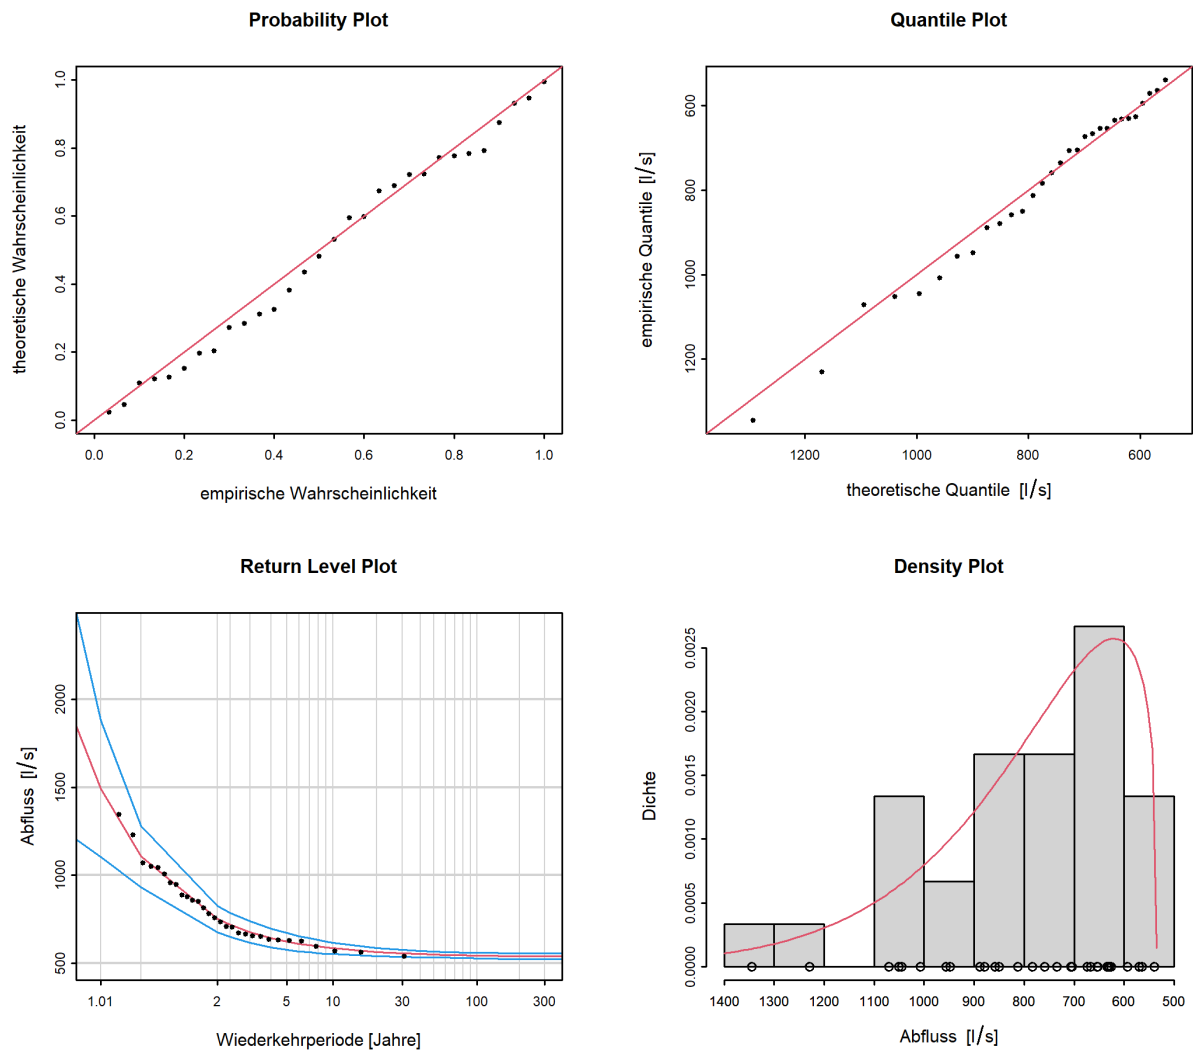 Probability Plot
theoretische Wahrscheinlichkeit
1.0
0.8
0.6
0.4
0.2
0.0
0.0 0.2 0.4 0.6 0.8 1.0
empirische Wahrscheinlichkeit
Quantile Plot
empirische Quantile [l/s]
600
800
1000
1200
1200 1000 800 600
theoretische Quantile [l/s]
Return Level Plot
Abfluss [l/s]
2000
1500
1000
500
1.01 2 5 10 30 100 300
Wiederkehrperiode [Jahre]
Density Plot
Dichte
0.0025
0.0020
0.0015
0.0010
0.0005
0.0000
1400 1300 1200 1100 1000 900 800 700 600 500
Abfluss [l/s]